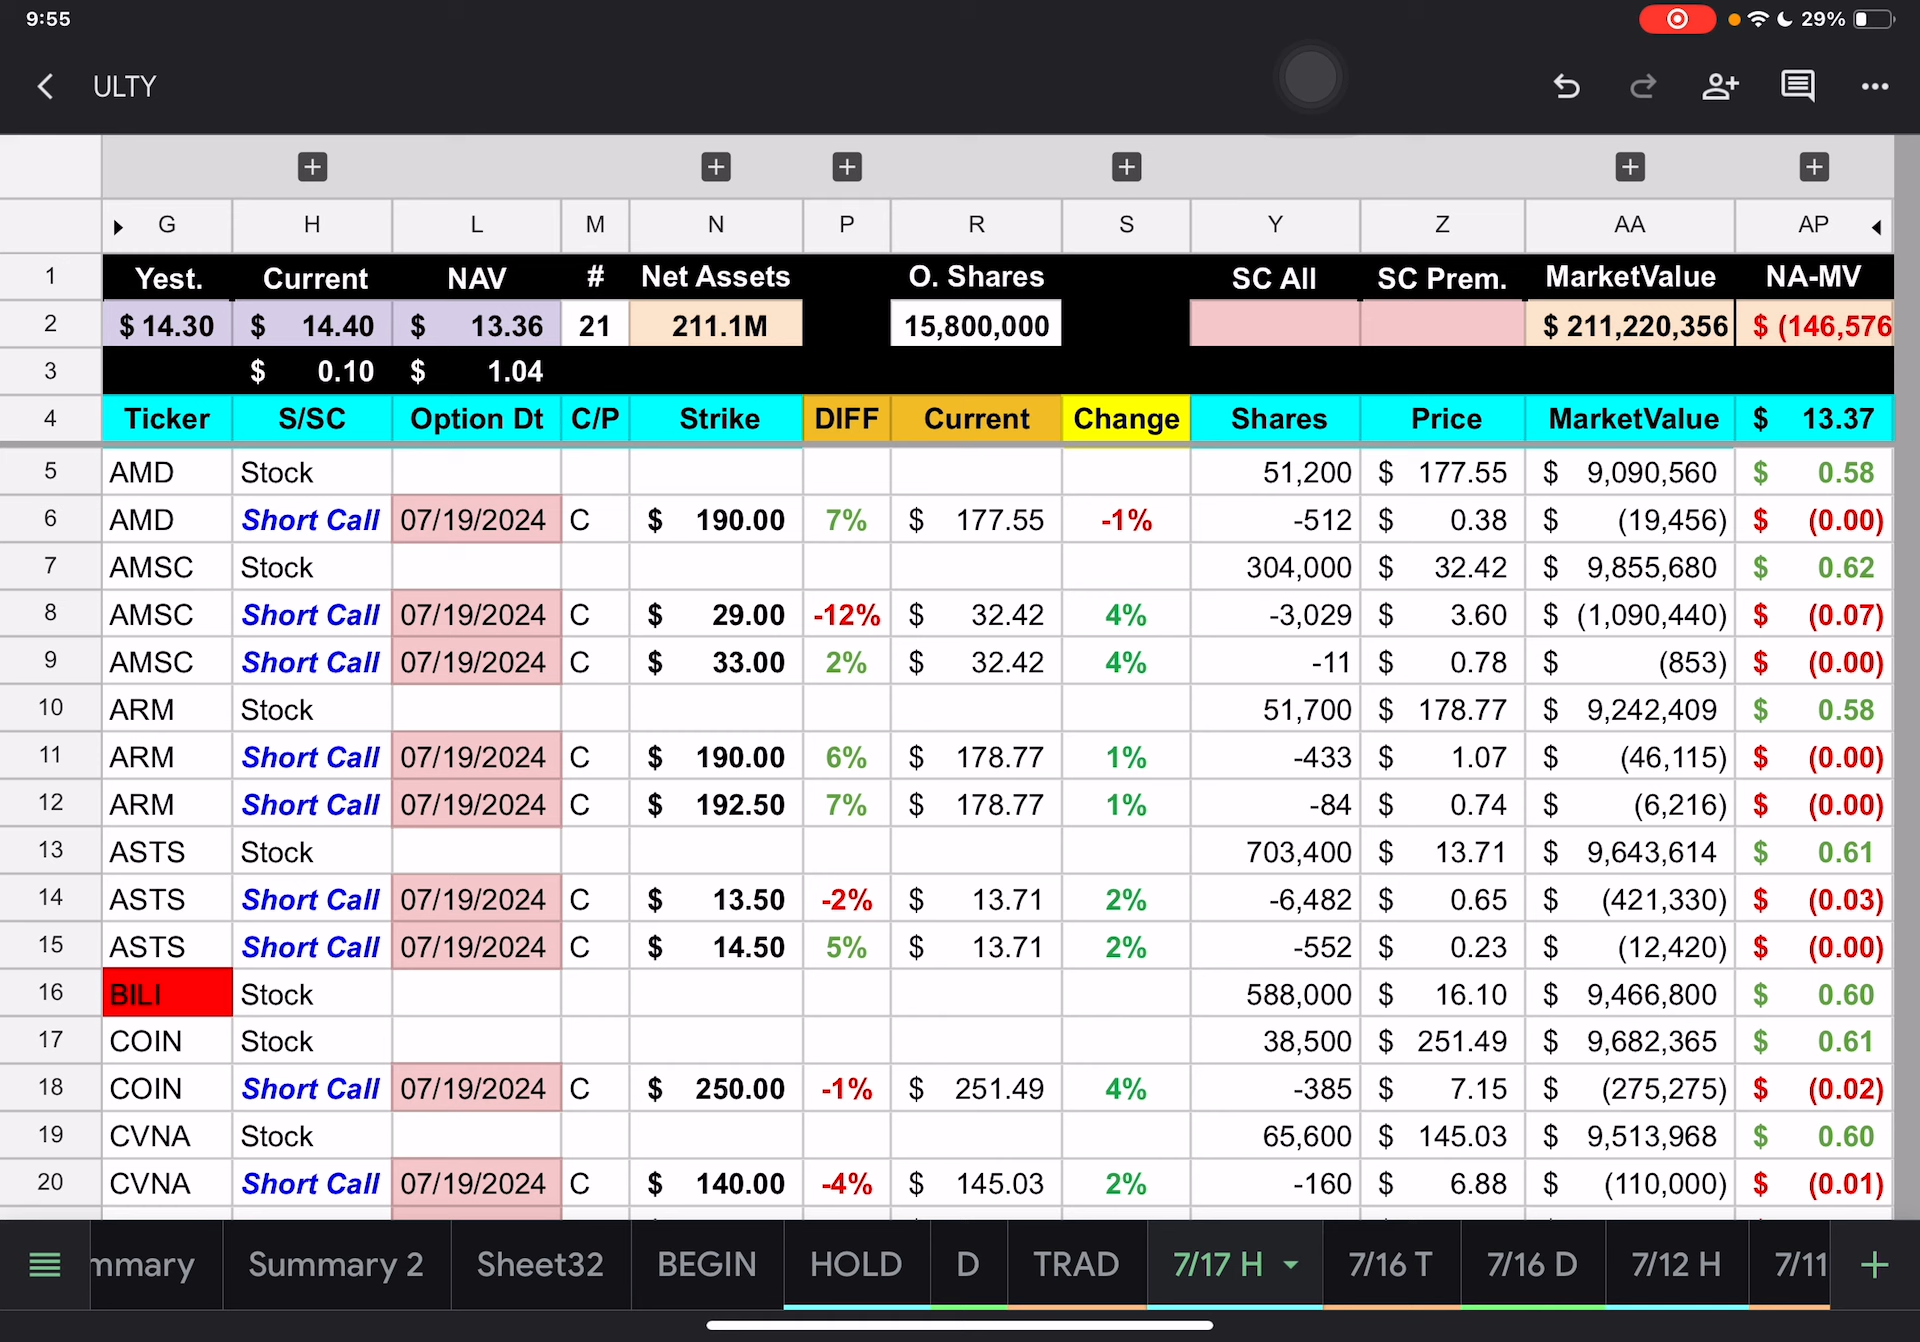 9:55
29%
ULTY
G H L M N P R S Y Z AA AP
1 Yest. Current NAV # Net Assets O. Shares SC All SC Prem. MarketValue NA-MV
2 $ 14.30 $ 14.40 $ 13.36 21 211.1M 15,800,000 $ 211,220,356 $ (146,576
3 $ 0.10 $ 1.04
4 Ticker S/SC Option Dt C/P Strike DIFF Current Change Shares Price MarketValue $ 13.37
5 AMD Stock 51,200 $ 177.55 $ 9,090,560 $ 0.58
6 AMD Short Call 07/19/2024 C $ 190.00 7% $ 177.55 -1% -512 $ 0.38 $ (19,456) $ (0.00)
7 AMSC Stock 304,000 $ 32.42 $ 9,855,680 $ 0.62
8 AMSC Short Call 07/19/2024 C $ 29.00 -12% $ 32.42 4% -3,029 $ 3.60 $ (1,090,440) $ (0.07)
9 AMSC Short Call 07/19/2024 C $ 33.00 2% $ 32.42 4% -11 $ 0.78 $ (853) $ (0.00)
10 ARM Stock 51,700 $ 178.77 $ 9,242,409 $ 0.58
11 ARM Short Call 07/19/2024 C $ 190.00 6% $ 178.77 1% -433 $ 1.07 $ (46,115) $ (0.00)
12 ARM Short Call 07/19/2024 C $ 192.50 7% $ 178.77 1% -84 $ 0.74 $ (6,216) $ (0.00)
13 ASTS Stock 703,400 $ 13.71 $ 9,643,614 $ 0.61
14 ASTS Short Call 07/19/2024 C $ 13.50 -2% $ 13.71 2% -6,482 $ 0.65 $ (421,330) $ (0.03)
15 ASTS Short Call 07/19/2024 C $ 14.50 5% $ 13.71 2% -552 $ 0.23 $ (12,420) $ (0.00)
16 BILI Stock 588,000 $ 16.10 $ 9,466,800 $ 0.60
17 COIN Stock 38,500 $ 251.49 $ 9,682,365 $ 0.61
18 COIN Short Call 07/19/2024 C $ 250.00 -1% $ 251.49 4% -385 $ 7.15 $ (275,275) $ (0.02)
19 CVNA Stock 65,600 $ 145.03 $ 9,513,968 $ 0.60
20 CVNA Short Call 07/19/2024 C $ 140.00 -4% $ 145.03 2% -160 $ 6.88 $ (110,000) $ (0.01)
mmary Summary 2 Sheet32 BEGIN HOLD D TRAD 7/17 H 7/16 T 7/16 D 7/12 H 7/11